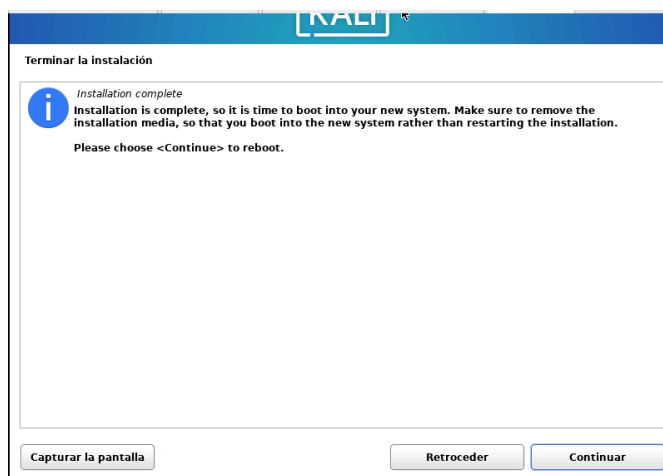 KALI
Terminar la instalación
Installation complete
Installation is complete, so it is time to boot into your new system. Make sure to remove the
installation media, so that you boot into the new system rather than restarting the installation.
Please choose <Continue> to reboot.
Capturar la pantalla
Retroceder
Continuar